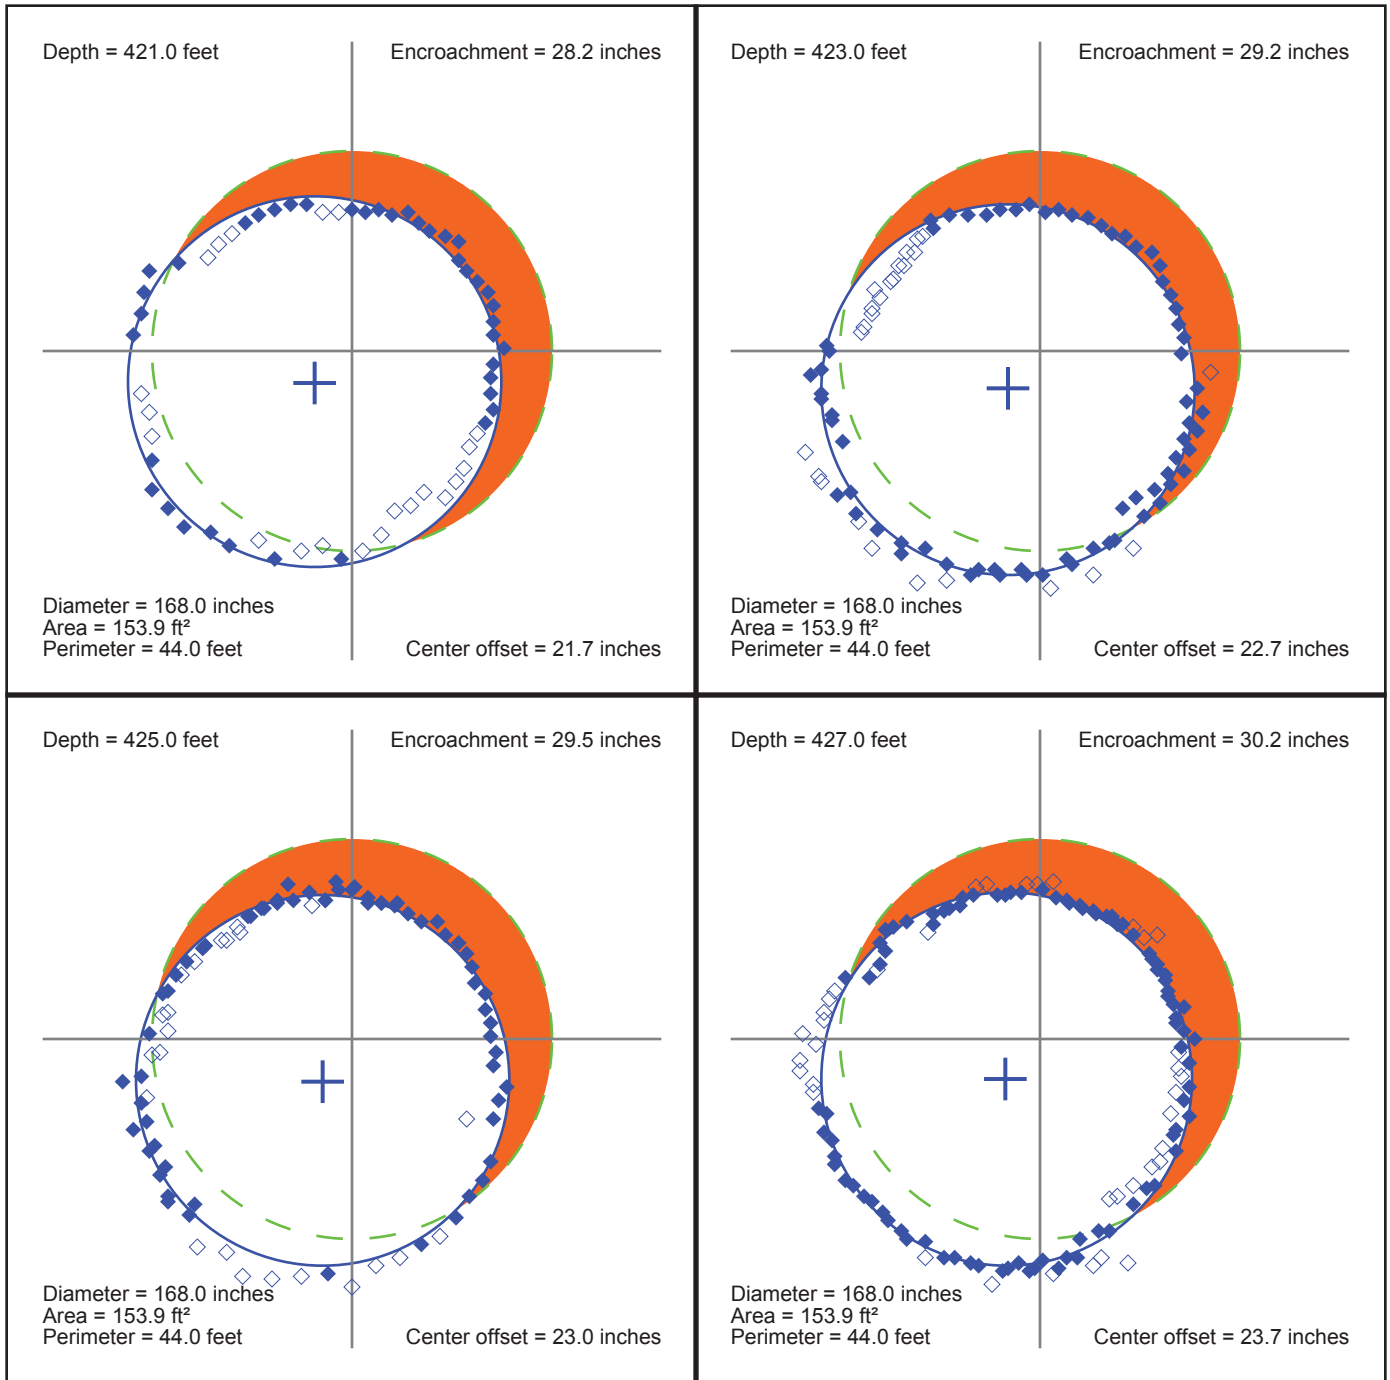 Depth = 421.0 feet
Encroachment = 28.2 inches
Diameter = 168.0 inches
Area = 153.9 ft²
Perimeter = 44.0 feet
Center offset = 21.7 inches
Depth = 423.0 feet
Encroachment = 29.2 inches
Diameter = 168.0 inches
Area = 153.9 ft²
Perimeter = 44.0 feet
Center offset = 22.7 inches
Depth = 425.0 feet
Encroachment = 29.5 inches
Diameter = 168.0 inches
Area = 153.9 ft²
Perimeter = 44.0 feet
Center offset = 23.0 inches
Depth = 427.0 feet
Encroachment = 30.2 inches
Diameter = 168.0 inches
Area = 153.9 ft²
Perimeter = 44.0 feet
Center offset = 23.7 inches